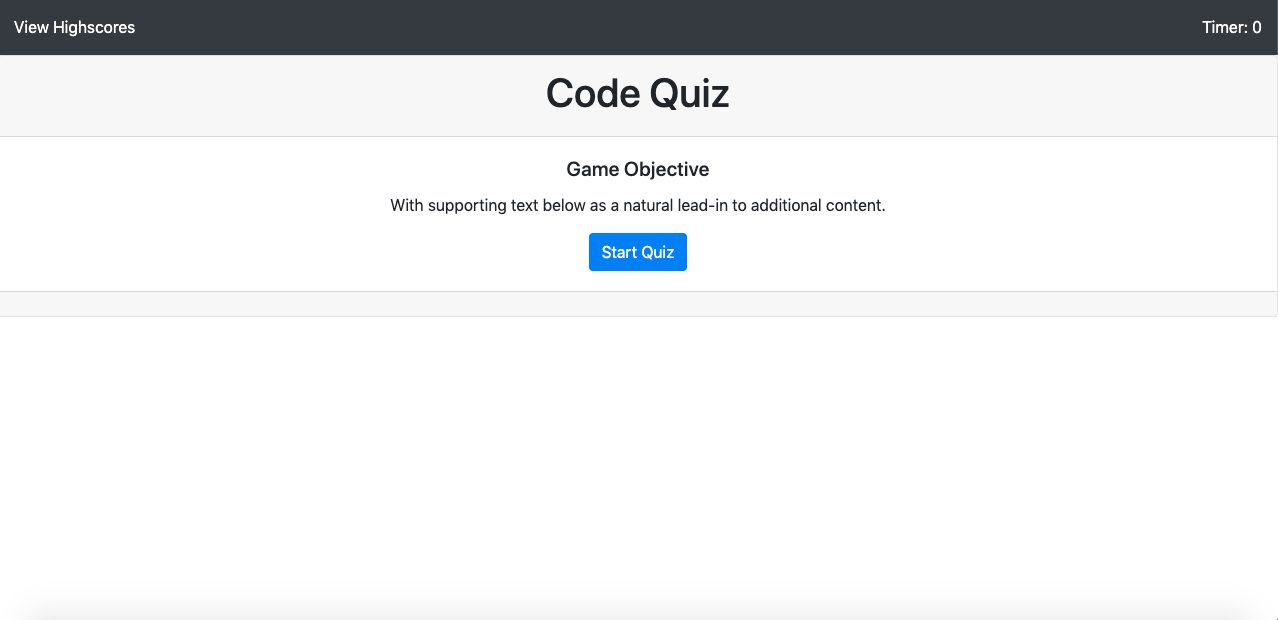 View Highscores
Timer: 0
Code Quiz
Game Objective
With supporting text below as a natural lead-in to additional content.
Start Quiz